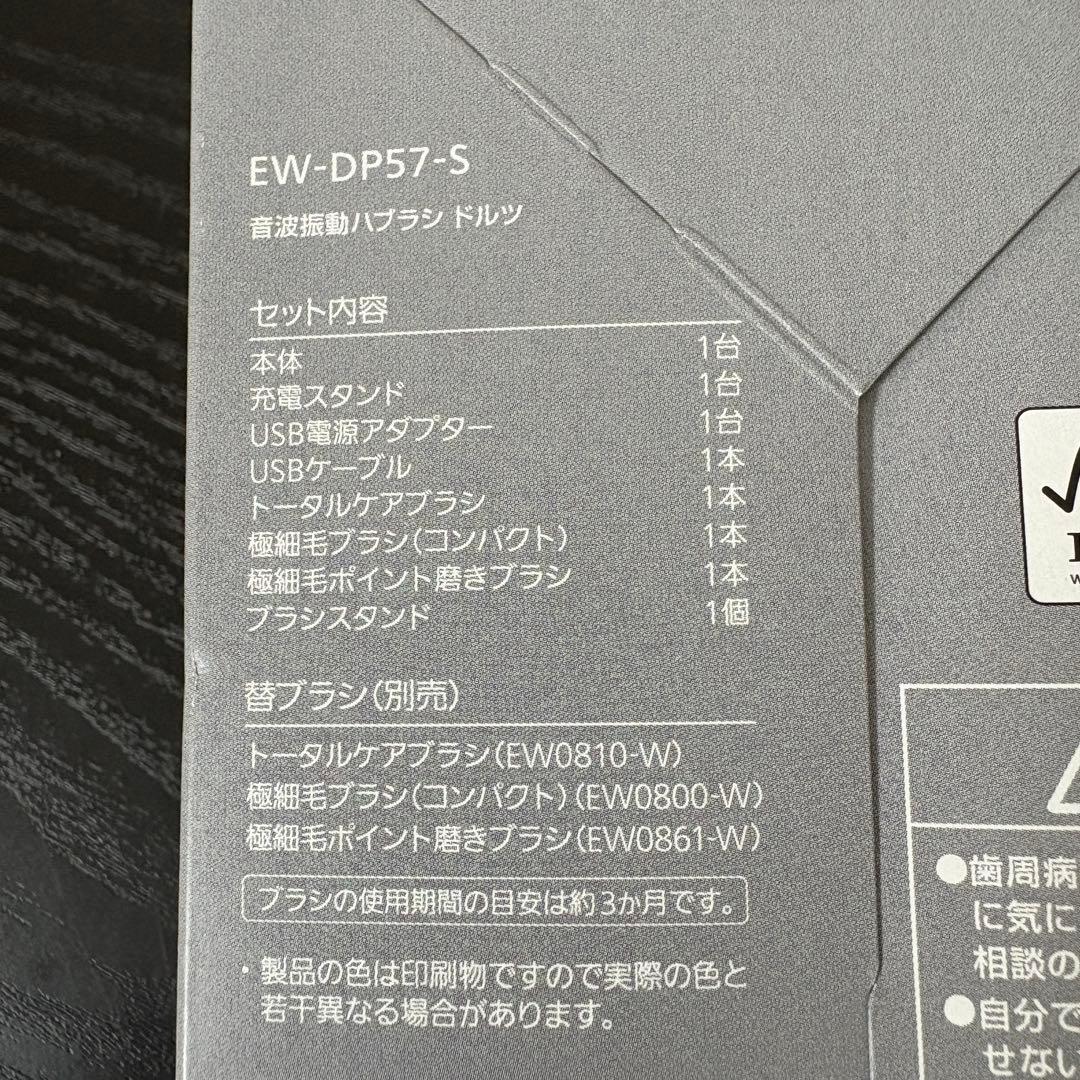 EW-DP57-S
音波振動ハブラシ ドルツ
セット内容
本体 1台
充電スタンド 1台
USB電源アダプター 1台
USBケーブル 1本
トータルケアブラシ 1本
極細毛ブラシ(コンパクト) 1本
極細毛ポイント磨きブラシ 1本
ブラシスタンド 1個
替ブラシ(別売)
トータルケアブラシ(EW0810-W)
極細毛ブラシ(コンパクト)(EW0800-W)
極細毛ポイント磨きブラシ(EW0861-W)
ブラシの使用期間の目安は約3か月です。
・製品の色は印刷物ですので実際の色と
若干異なる場合があります。
●歯周病
に気に
相談の
●自分で
せない